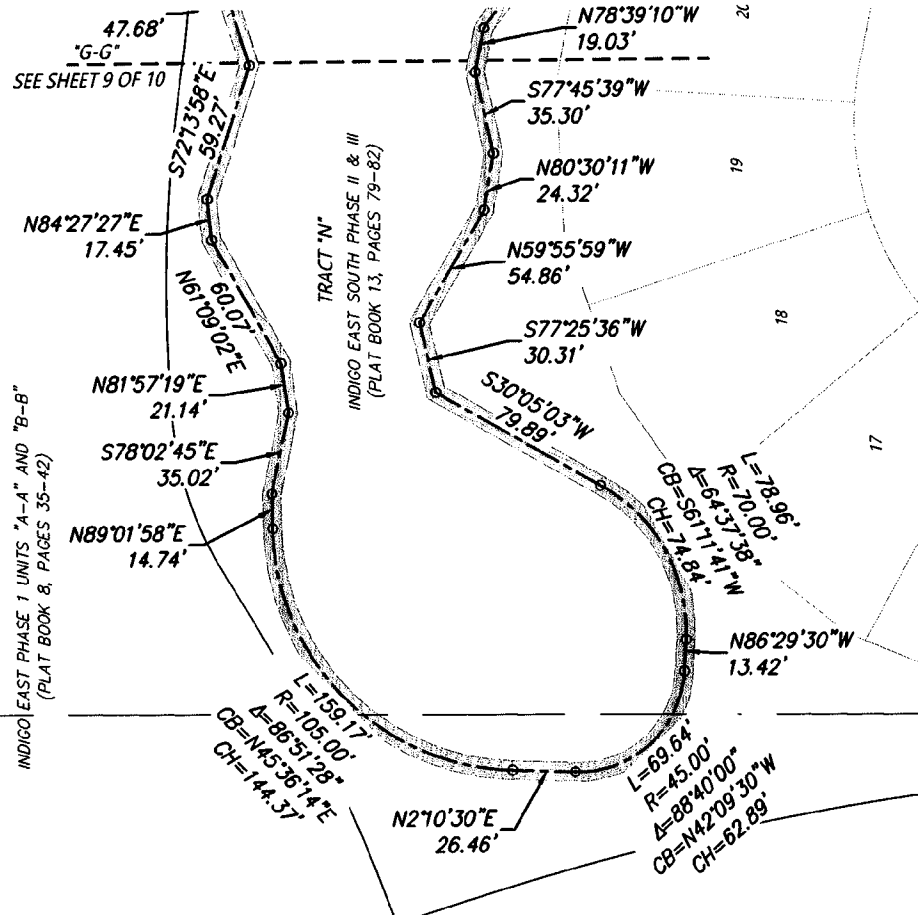 47.68'
"G-G"
SEE SHEET 9 OF 10
S72°13'58"E
59.27'
N84°27'27"E
17.45'
60.07'
N61°09'02"E
N81°57'19"E
21.14'
S78°02'45"E
35.02'
N89°01'58"E
14.74'
INDIGO EAST PHASE 1 UNITS "A-A" AND "B-B"
(PLAT BOOK 8, PAGES 35-42)
TRACT "N"
INDIGO EAST SOUTH PHASE II & III
(PLAT BOOK 13, PAGES 79-82)
N78°39'10"W
19.03'
S77°45'39"W
35.30'
N80°30'11"W
24.32'
N59°55'59"W
54.86'
S77°25'36"W
30.31'
S30°05'03"W
79.89'
L=78.96'
R=70.00'
Δ=64°37'38"
CB=S61°11'41"W
CH=74.84'
N86°29'30"W
13.42'
L=69.64'
R=45.00'
Δ=88°40'00"
CB=N42°09'30"W
CH=62.89'
N2°10'30"E
26.46'
L=159.17'
R=105.00'
Δ=86°51'28"
CB=N45°36'14"E
CH=144.37'
20
19
18
17